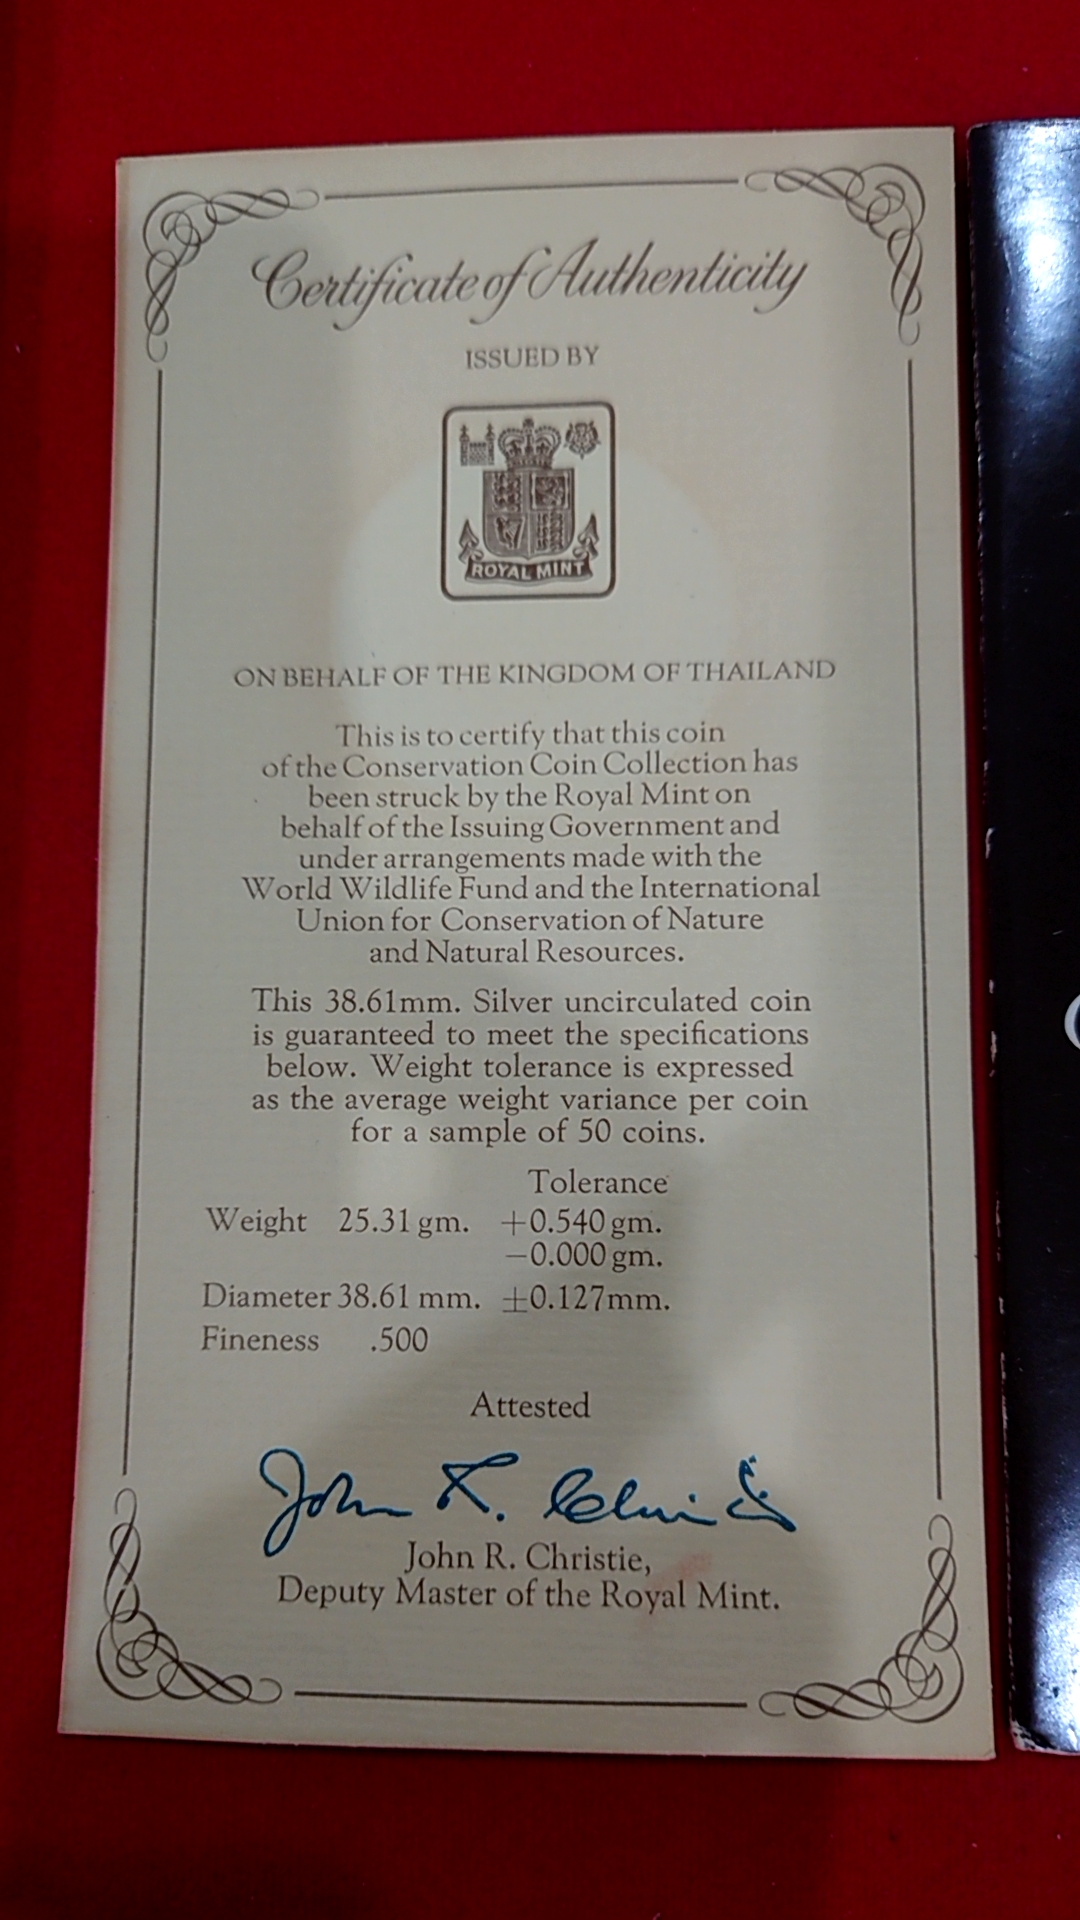 Certificate of Authenticity
ISSUED BY
ROYAL MINT
ON BEHALF OF THE KINGDOM OF THAILAND
This is to certify that this coin
of the Conservation Coin Collection has
been struck by the Royal Mint on
behalf of the Issuing Government and
under arrangements made with the
World Wildlife Fund and the International
Union for Conservation of Nature
and Natural Resources.
This 38.61mm. Silver uncirculated coin
is guaranteed to meet the specifications
below. Weight tolerance is expressed
as the average weight variance per coin
for a sample of 50 coins.
Tolerance
Weight 25.31 gm. +0.540 gm.
−0.000 gm.
Diameter 38.61 mm. ±0.127mm.
Fineness .500
Attested
John R. Christie
John R. Christie,
Deputy Master of the Royal Mint.